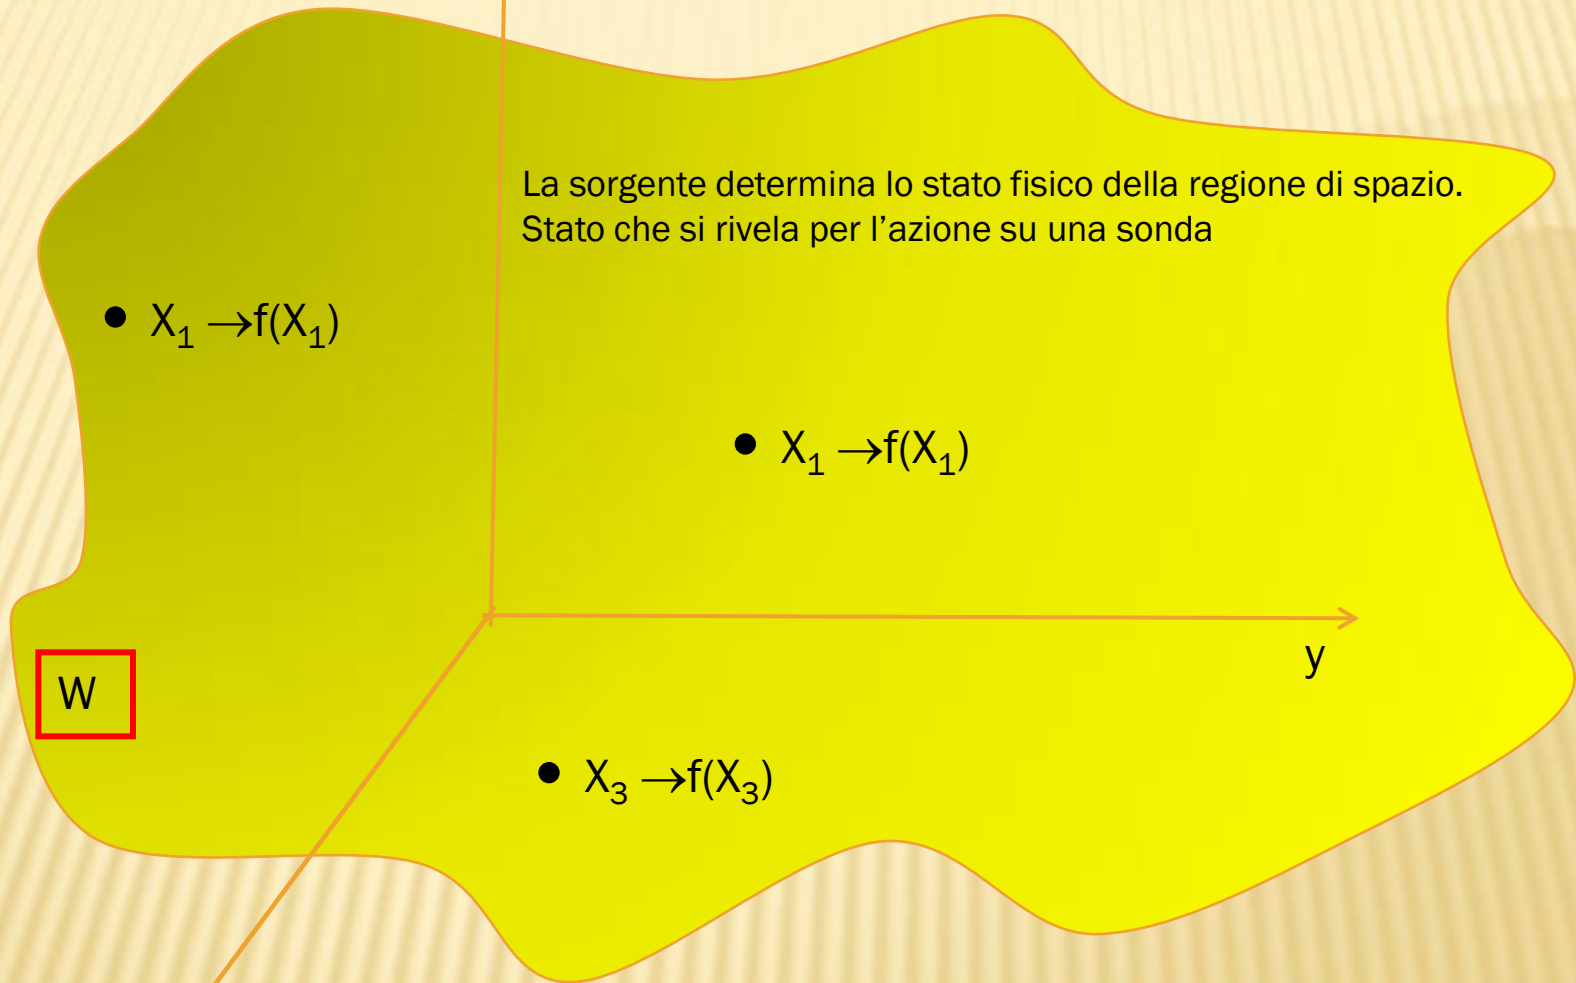 La sorgente determina lo stato fisico della regione di spazio.
Stato che si rivela per l’azione su una sonda
● X₁ →f(X₁)
● X₁ →f(X₁)
y
W
● X₃ →f(X₃)